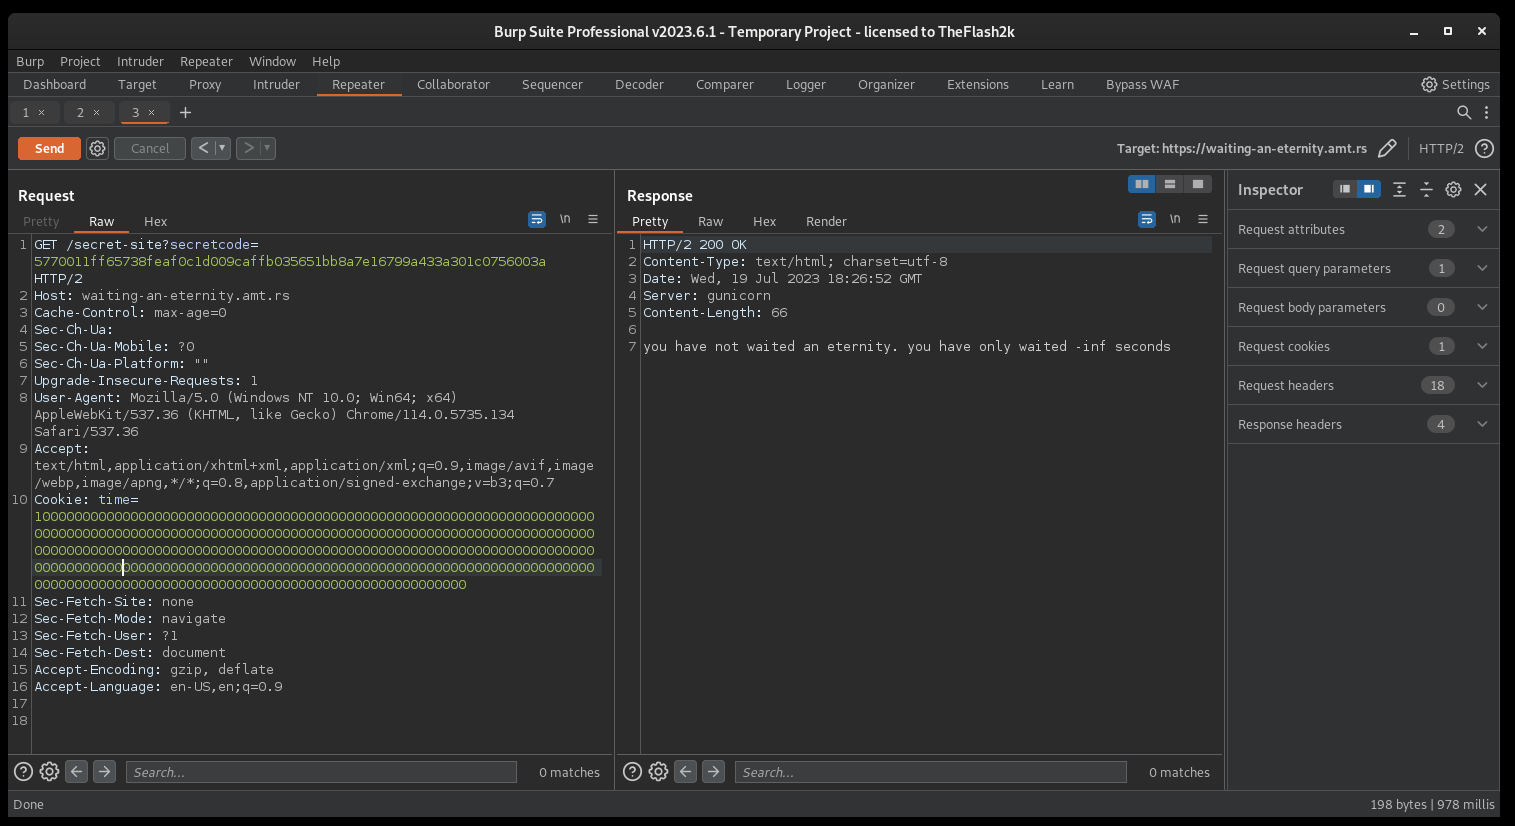 Burp Suite Professional v2023.6.1 - Temporary Project - licensed to TheFlash2k
Burp Project Intruder Repeater Window Help
Dashboard Target Proxy Intruder Repeater Collaborator Sequencer Decoder Comparer Logger Organizer Extensions Learn Bypass WAF Settings
1 × 2 × 3 × +
Send Cancel < > Target: https://waiting-an-eternity.amt.rs HTTP/2 ?
Request
Pretty Raw Hex \n
1 GET /secret-site?secretcode=
5770011ff65738feaf0c1d009caffb035651bb8a7e16799a433a301c0756003a
HTTP/2
2 Host: waiting-an-eternity.amt.rs
3 Cache-Control: max-age=0
4 Sec-Ch-Ua:
5 Sec-Ch-Ua-Mobile: ?0
6 Sec-Ch-Ua-Platform: ""
7 Upgrade-Insecure-Requests: 1
8 User-Agent: Mozilla/5.0 (Windows NT 10.0; Win64; x64)
AppleWebKit/537.36 (KHTML, like Gecko) Chrome/114.0.5735.134
Safari/537.36
9 Accept:
text/html,application/xhtml+xml,application/xml;q=0.9,image/avif,image
/webp,image/apng,*/*;q=0.8,application/signed-exchange;v=b3;q=0.7
10 Cookie: time=
1000000000000000000000000000000000000000000000000000000000000000000000
0000000000000000000000000000000000000000000000000000000000000000000000
0000000000000000000000000000000000000000000000000000000000000000000000
0000000000000000000000000000000000000000000000000000000000000000000000
000000000000000000000000000000000000000000000000000000
11 Sec-Fetch-Site: none
12 Sec-Fetch-Mode: navigate
13 Sec-Fetch-User: ?1
14 Sec-Fetch-Dest: document
15 Accept-Encoding: gzip, deflate
16 Accept-Language: en-US,en;q=0.9
17
18
? Search... 0 matches
Response
Pretty Raw Hex Render \n
1 HTTP/2 200 OK
2 Content-Type: text/html; charset=utf-8
3 Date: Wed, 19 Jul 2023 18:26:52 GMT
4 Server: gunicorn
5 Content-Length: 66
6
7 you have not waited an eternity. you have only waited -inf seconds
? Search... 0 matches
Inspector
Request attributes 2
Request query parameters 1
Request body parameters 0
Request cookies 1
Request headers 18
Response headers 4
Done 198 bytes | 978 millis